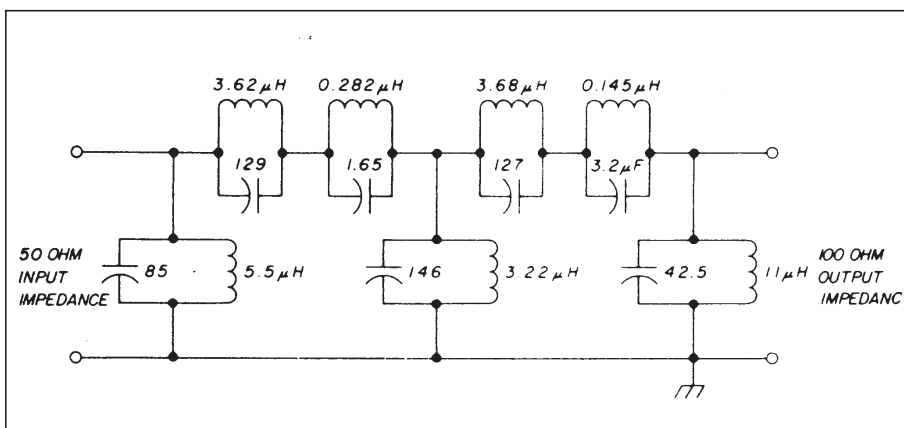 3.62μH
0.282μH
3.68μH
0.145μH
129
1.65
127
3.2μF
50 OHM
INPUT
IMPEDANCE
85
5.5μH
146
3.22μH
42.5
11μH
100 OHM
OUTPUT
IMPEDANC